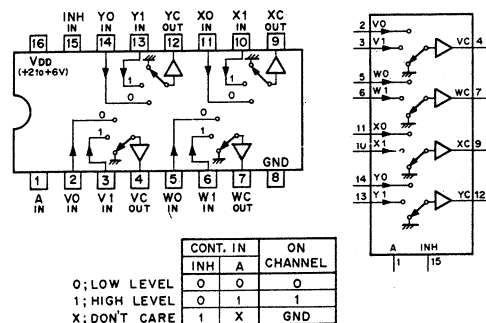 INH Y0 Y1 YC X0 X1 XC
IN IN IN OUT IN IN OUT
16 15 14 13 12 11 10 9
VDD
(+2to+6V)
1 0 1 0
0 1 0 1
GND
1 2 3 4 5 6 7 8
A V0 V1 VC W0 W1 WC
IN IN IN OUT IN IN OUT
2 V0
3 V1 VC 4
5 W0
6 W1 WC 7
11 X0
10 X1 XC 9
14 Y0
13 Y1 YC 12
A INH
1 15
CONT. IN ON
INH A CHANNEL
0; LOW LEVEL 0 0 0
1; HIGH LEVEL 0 1 1
X; DON'T CARE 1 X GND